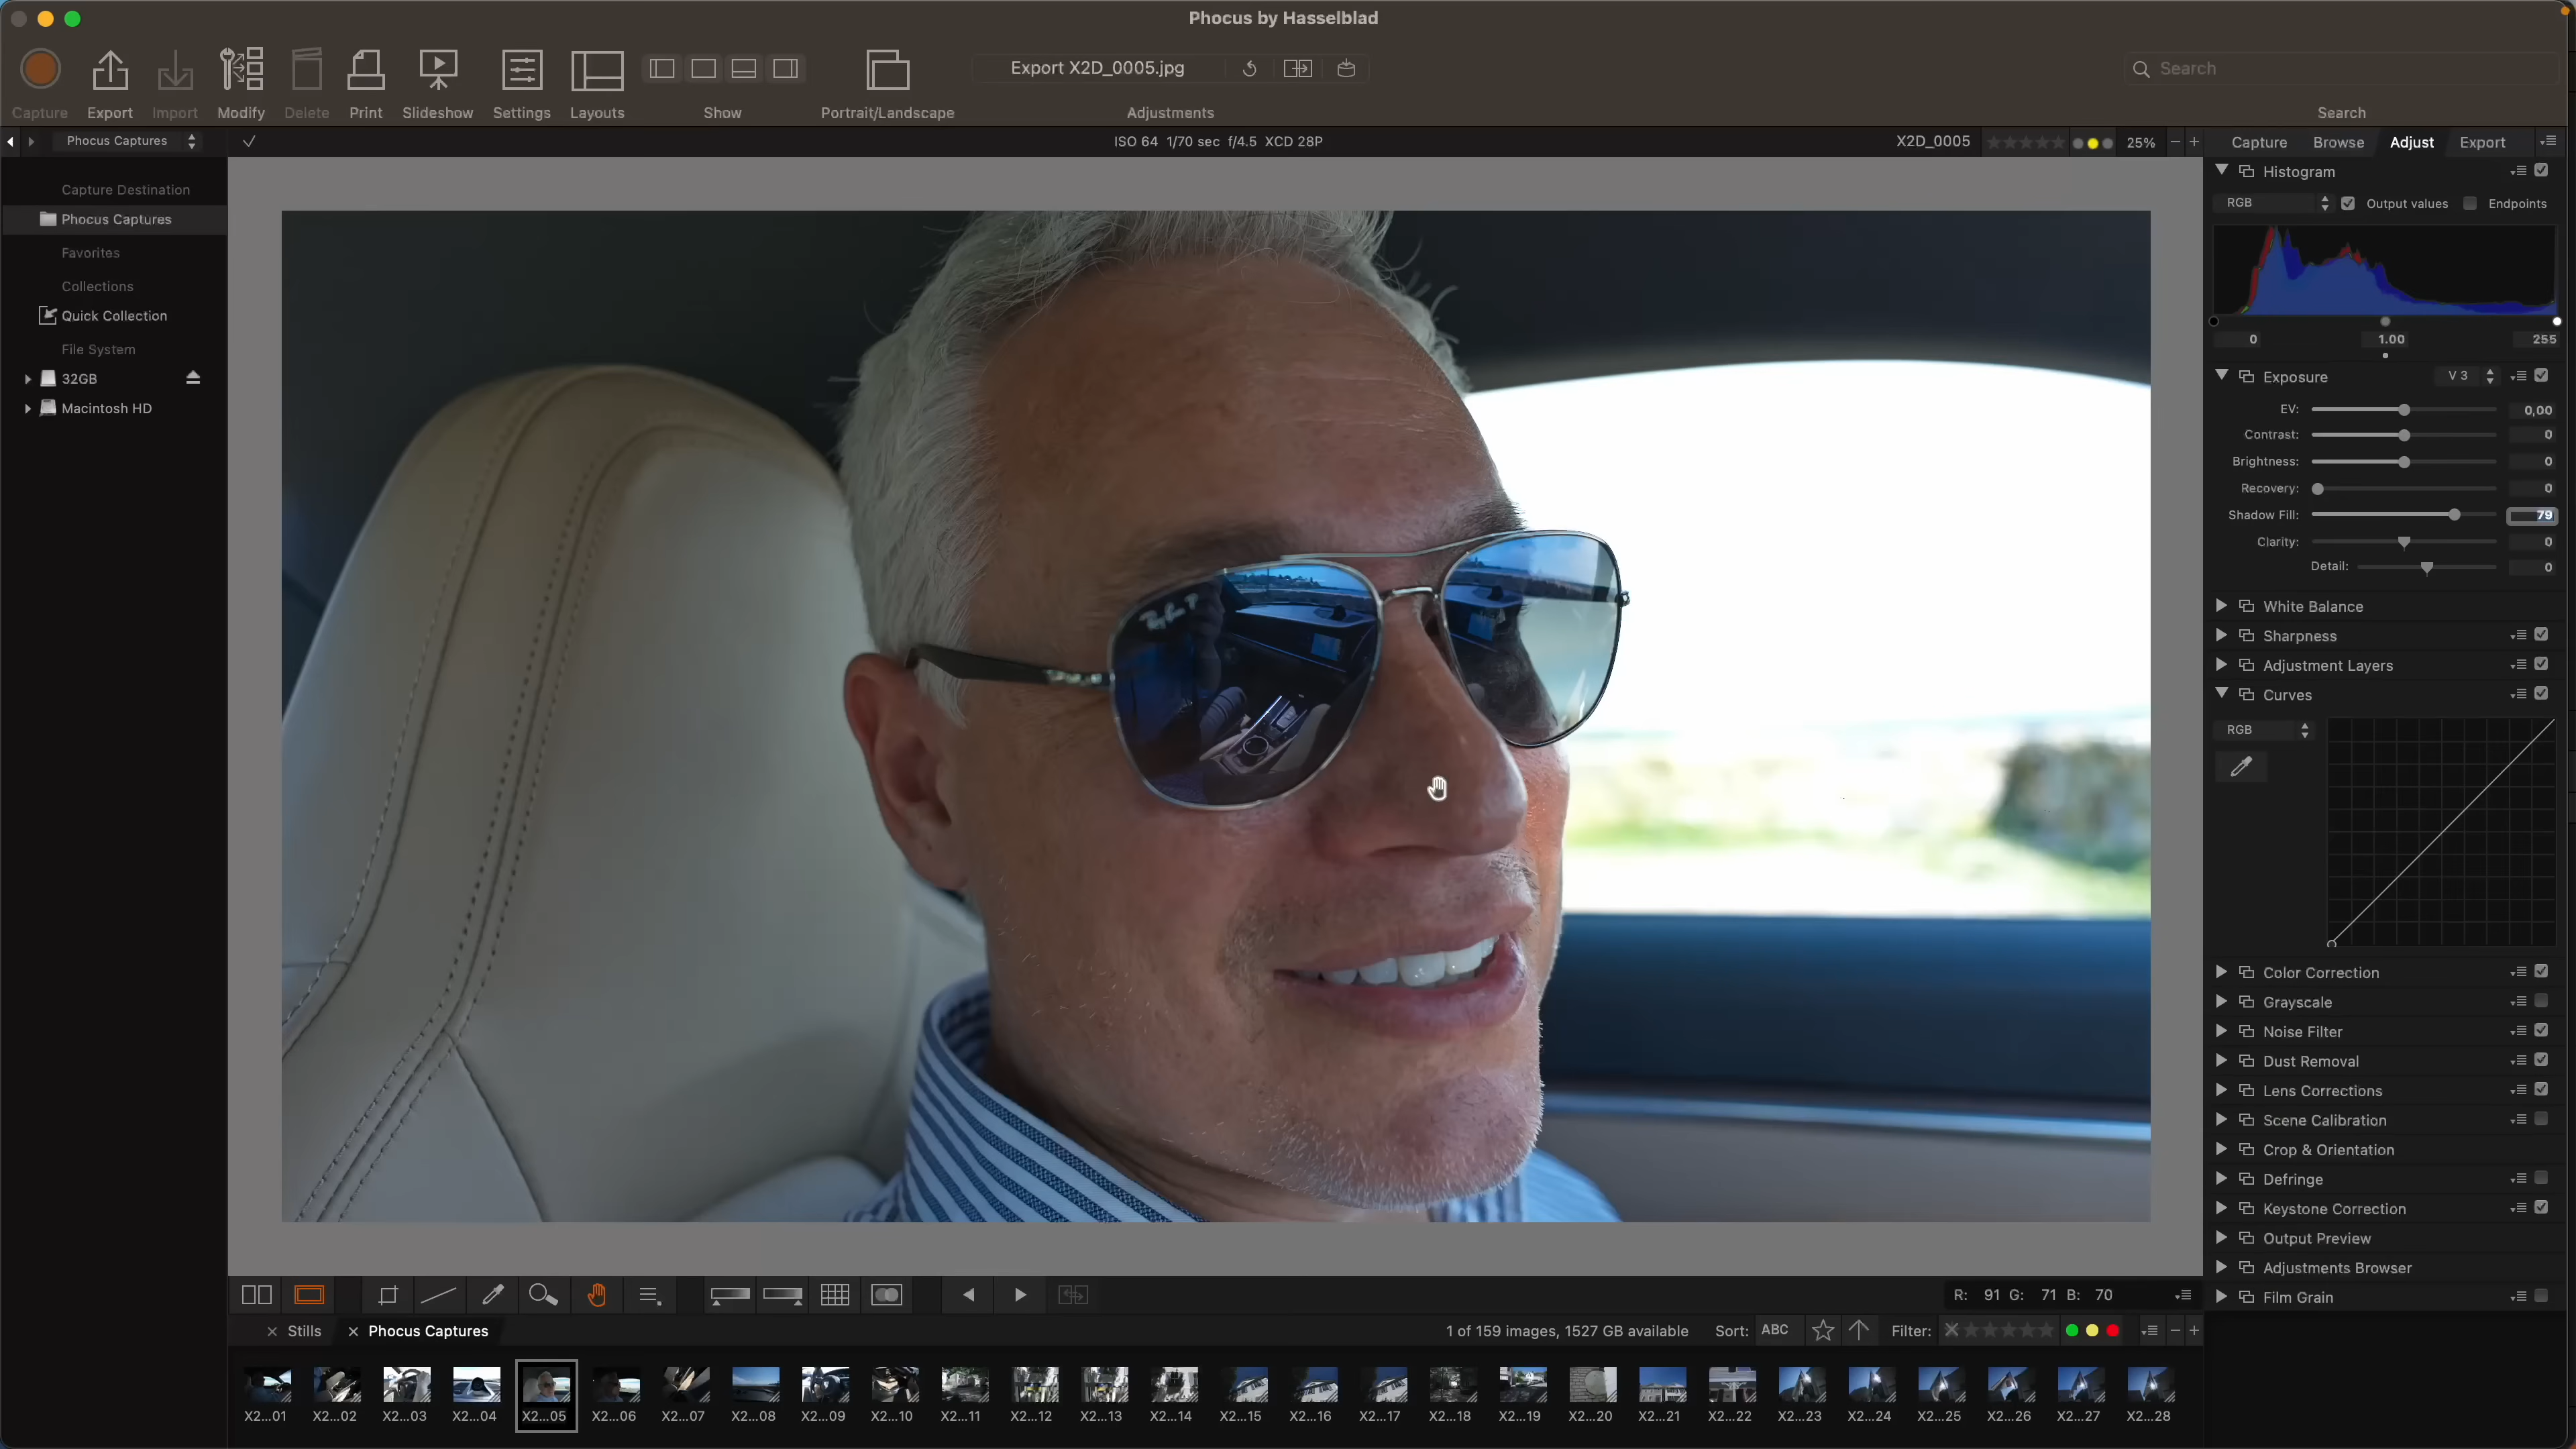 Phocus by Hasselblad
Export X2D_0005.jpg
Search
Capture Export Import Modify Delete Print Slideshow Settings Layouts Show Portrait/Landscape Adjustments Search
Phocus Captures
ISO 64 1/70 sec f/4.5 XCD 28P
X2D_0005
25%
Capture Browse Adjust Export
Capture Destination
Phocus Captures
Favorites
Collections
Quick Collection
File System
32GB
Macintosh HD
Ray-Ban P
Histogram
RGB Output values Endpoints
0 1.00 255
Exposure V 3
EV: 0,00
Contrast: 0
Brightness: 0
Recovery: 0
Shadow Fill: 79
Clarity: 0
Detail: 0
White Balance
Sharpness
Adjustment Layers
Curves
RGB
Color Correction
Grayscale
Noise Filter
Dust Removal
Lens Corrections
Scene Calibration
Crop & Orientation
Defringe
Keystone Correction
Output Preview
Adjustments Browser
Film Grain
R: 91 G: 71 B: 70
Stills Phocus Captures
1 of 159 images, 1527 GB available Sort: ABC Filter:
X2...01 X2...02 X2...03 X2...04 X2...05 X2...06 X2...07 X2...08 X2...09 X2...10 X2...11 X2...12 X2...13 X2...14 X2...15 X2...16 X2...17 X2...18 X2...19 X2...20 X2...21 X2...22 X2...23 X2...24 X2...25 X2...26 X2...27 X2...28